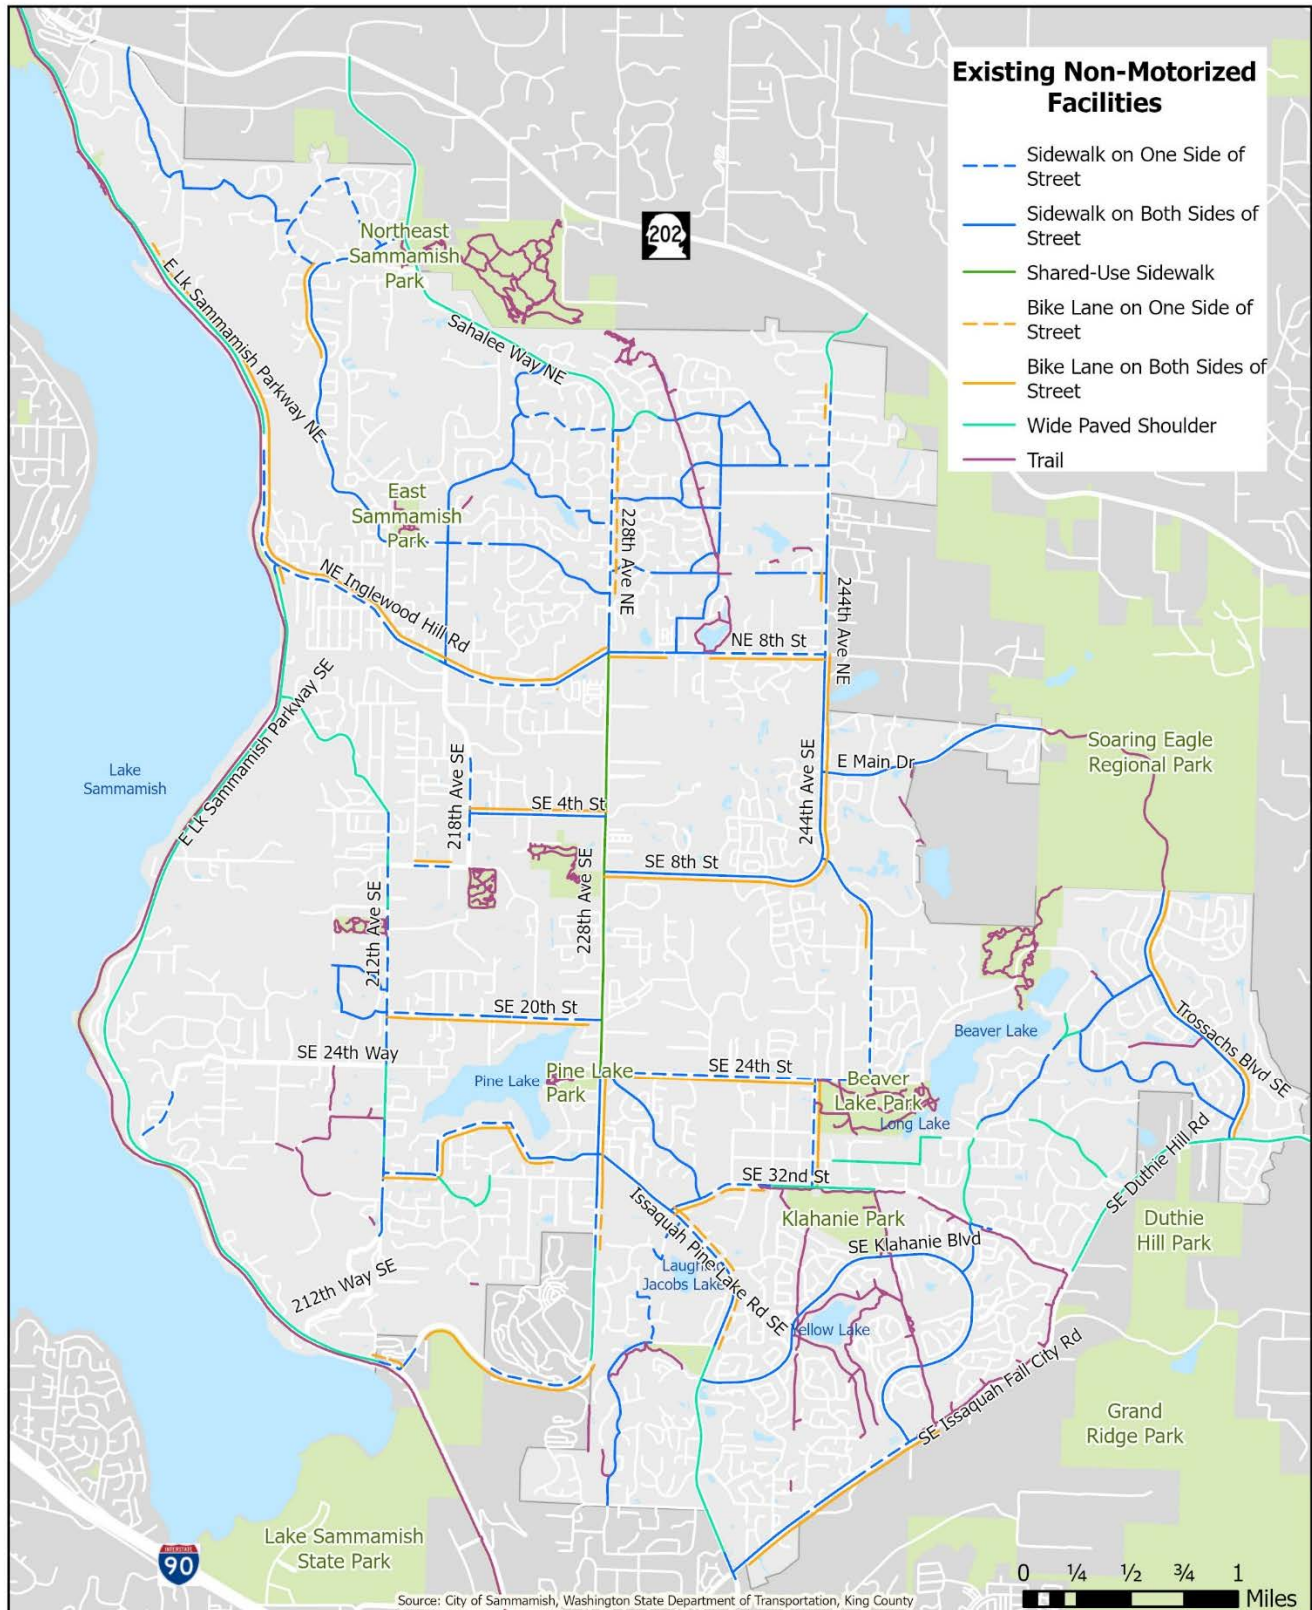 Existing Non-Motorized
Facilities
Sidewalk on One Side of
Street
Sidewalk on Both Sides of
Street
Shared-Use Sidewalk
Bike Lane on One Side of
Street
Bike Lane on Both Sides of
Street
Wide Paved Shoulder
Trail
202
Northeast
Sammamish
Park
E Lk Sammamish Parkway NE
Sahalee Way NE
East
Sammamish
Park
228th Ave NE
NE Inglewood Hill Rd
244th Ave NE
NE 8th St
E Lk Sammamish Parkway SE
Soaring Eagle
Regional Park
Lake
Sammamish
218th Ave SE
SE 4th St
244th Ave SE
E Main Dr
SE 8th St
212th Ave SE
228th Ave SE
SE 20th St
Beaver Lake
Trossachs Blvd SE
SE 24th Way
Pine Lake
Pine Lake
Park
SE 24th St
Beaver
Lake Park
Long Lake
SE 32nd St
SE Duthie Hill Rd
Klahanie Park
Duthie
Hill Park
SE Klahanie Blvd
Issaquah Pine Lake Rd SE
Jacobs Lake
212th Way SE
Yellow Lake
SE Issaquah Fall City Rd
Grand
Ridge Park
Lake Sammamish
State Park
INTERSTATE
90
0 ¼ ½ ¾ 1
Miles
Source: City of Sammamish, Washington State Department of Transportation, King County